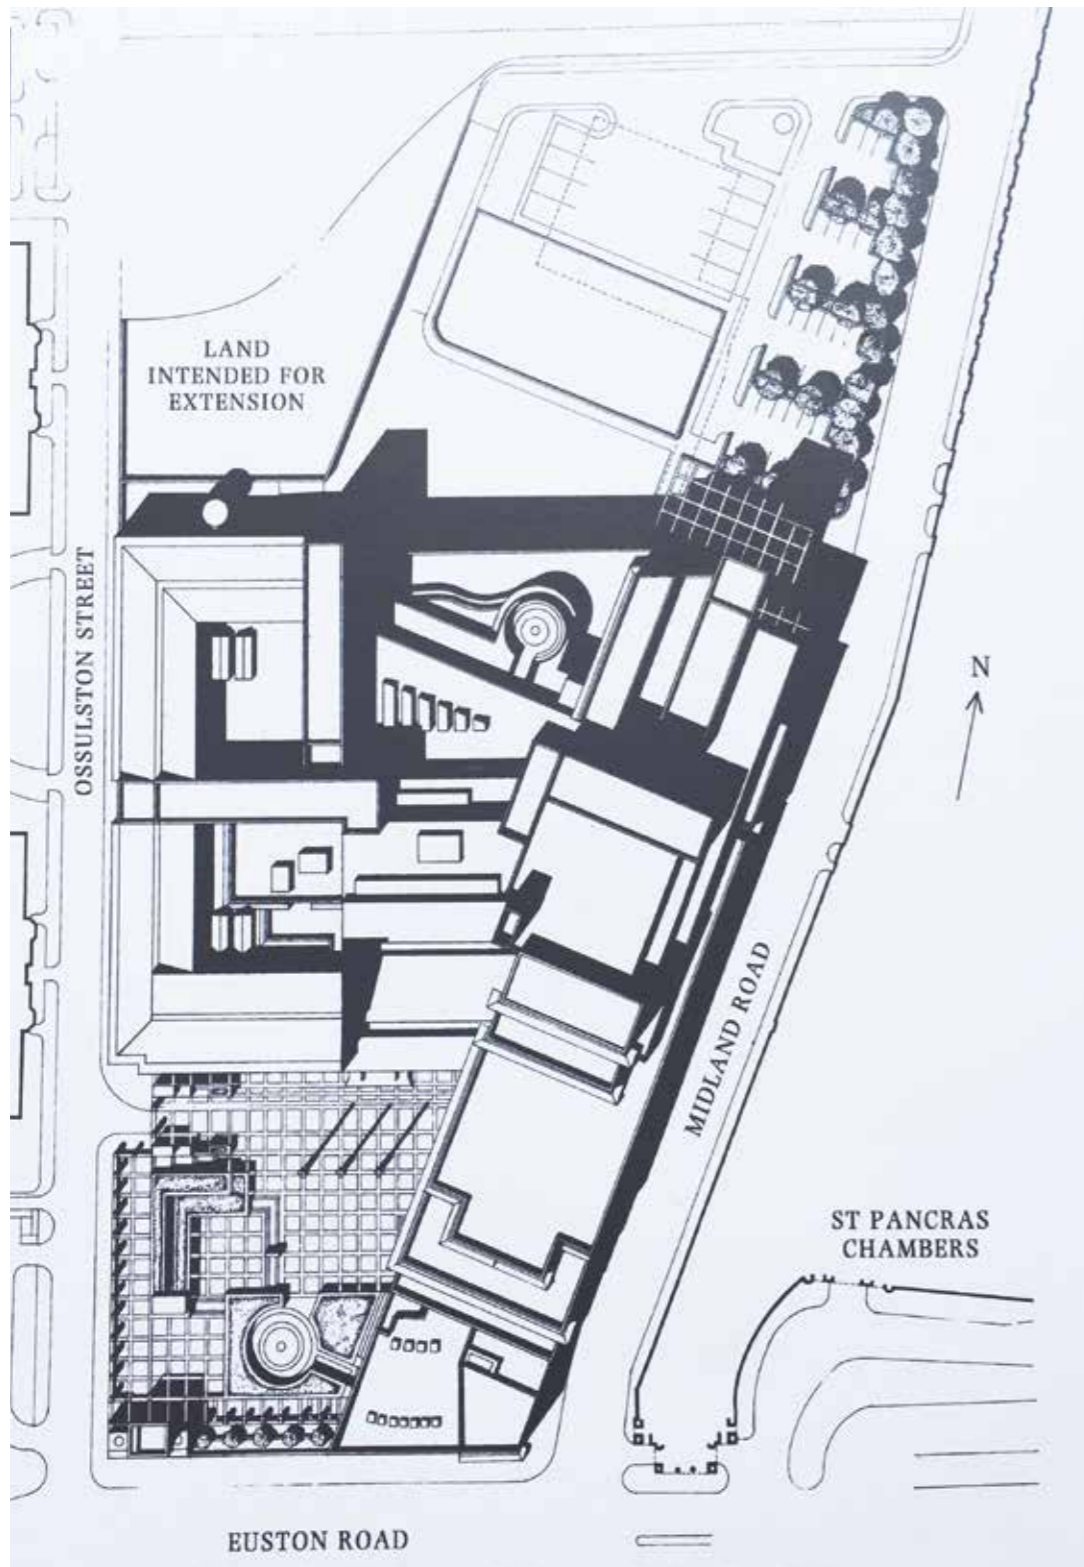 LAND
INTENDED FOR
EXTENSION
OSSULSTON STREET
N
MIDLAND ROAD
ST PANCRAS
CHAMBERS
EUSTON ROAD